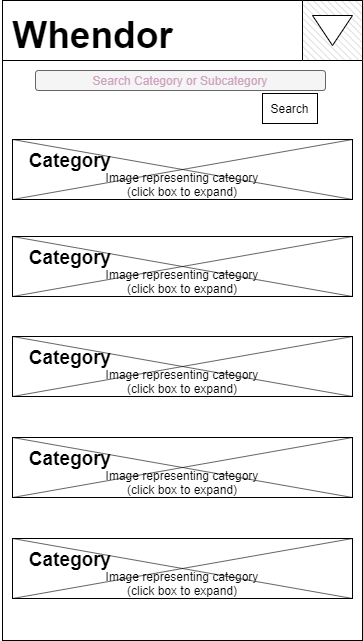 Whendor
Search Category or Subcategory
Search
Category
Image representing category
(click box to expand)
Category
Image representing category
(click box to expand)
Category
Image representing category
(click box to expand)
Category
Image representing category
(click box to expand)
Category
Image representing category
(click box to expand)